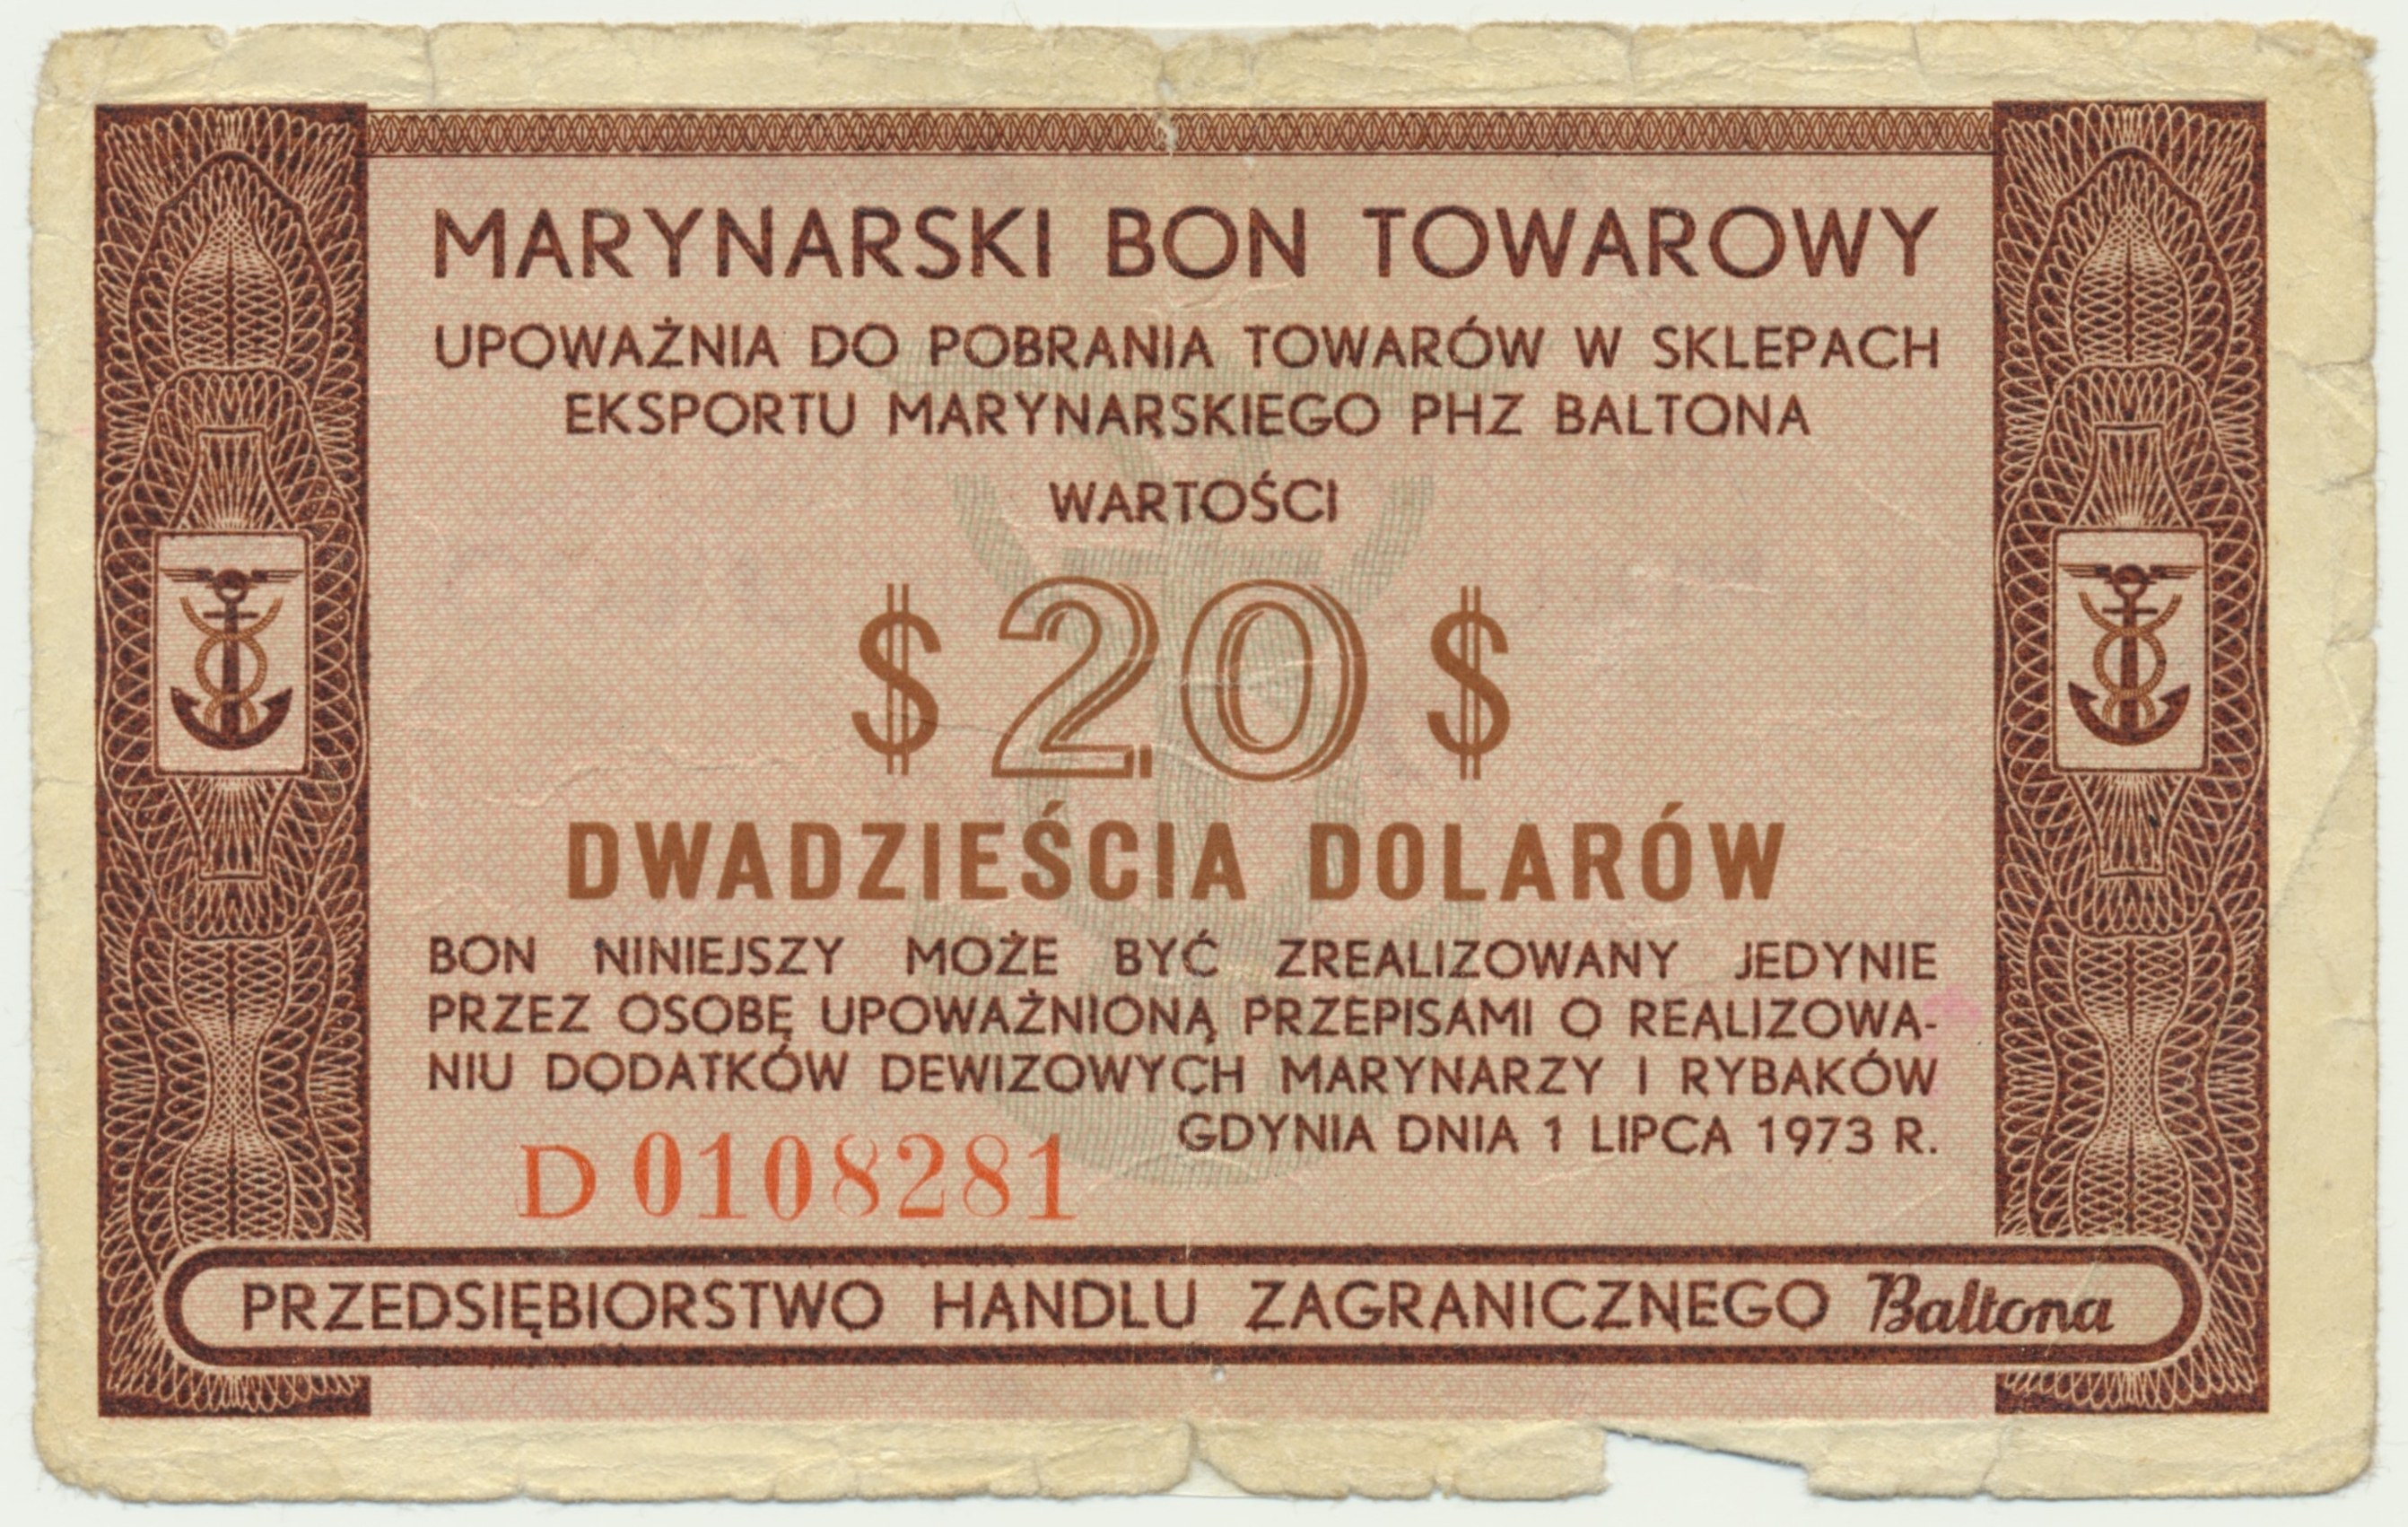 MARYNARSKI BON TOWAROWY
UPOWAŻNIA DO POBRANIA TOWARÓW W SKLEPACH
EKSPORTU MARYNARSKIEGO PHZ BALTONA
WARTOŚCI
$ 20 $
DWADZIEŚCIA DOLARÓW
BON NINIEJSZY MOŻE BYĆ ZREALIZOWANY JEDYNIE
PRZEZ OSOBĘ UPOWAŻNIONĄ PRZEPISAMI O REALIZOWA-
NIU DODATKÓW DEWIZOWYCH MARYNARZY I RYBAKÓW
GDYNIA DNIA 1 LIPCA 1973 R.
D 0108281
PRZEDSIĘBIORSTWO HANDLU ZAGRANICZNEGO Baltona